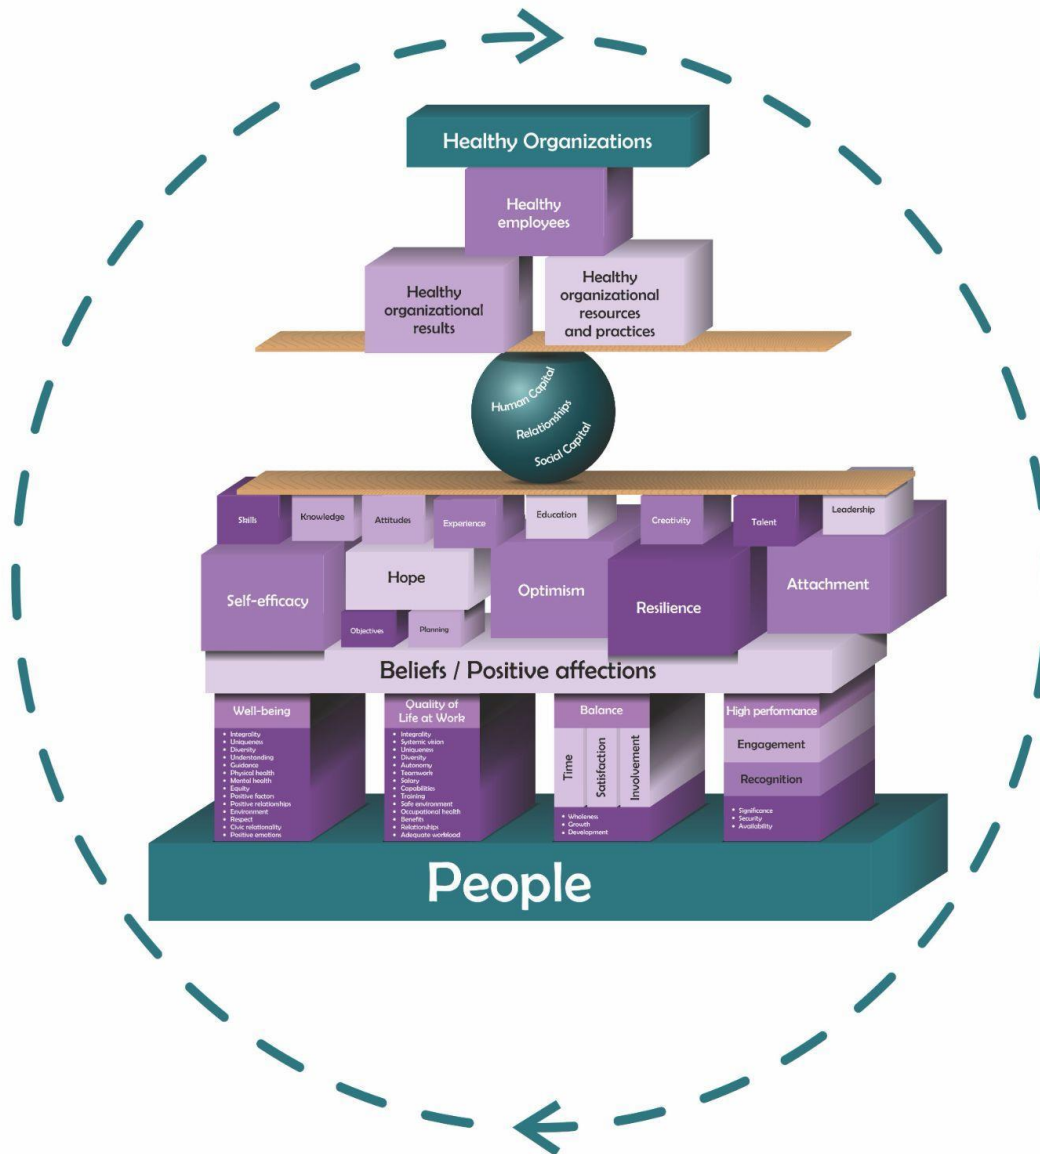 Healthy Organizations
Healthy
employees
Healthy
organizational
results
Healthy
organizational
resources
and practices
Human Capital
Relationships
Social Capital
Skills
Knowledge
Attitudes
Experience
Education
Creativity
Talent
Leadership
Self-efficacy
Hope
Optimism
Resilience
Attachment
Objectives
Planning
Beliefs / Positive affections
Well-being
• Integrality
• Uniqueness
• Diversity
• Understanding
• Guidance
• Physical health
• Mental health
• Equity
• Positive factors
• Positive relationships
• Environment
• Respect
• Civic relationality
• Positive emotions
Quality of
Life at Work
• Integrality
• Systemic vision
• Uniqueness
• Diversity
• Autonomy
• Teamwork
• Salary
• Capabilities
• Training
• Safe environment
• Occupational health
• Benefits
• Relationships
• Adequate workload
Balance
Time
Satisfaction
Involvement
• Wholeness
• Growth
• Development
High performance
Engagement
Recognition
• Significance
• Security
• Availability
People